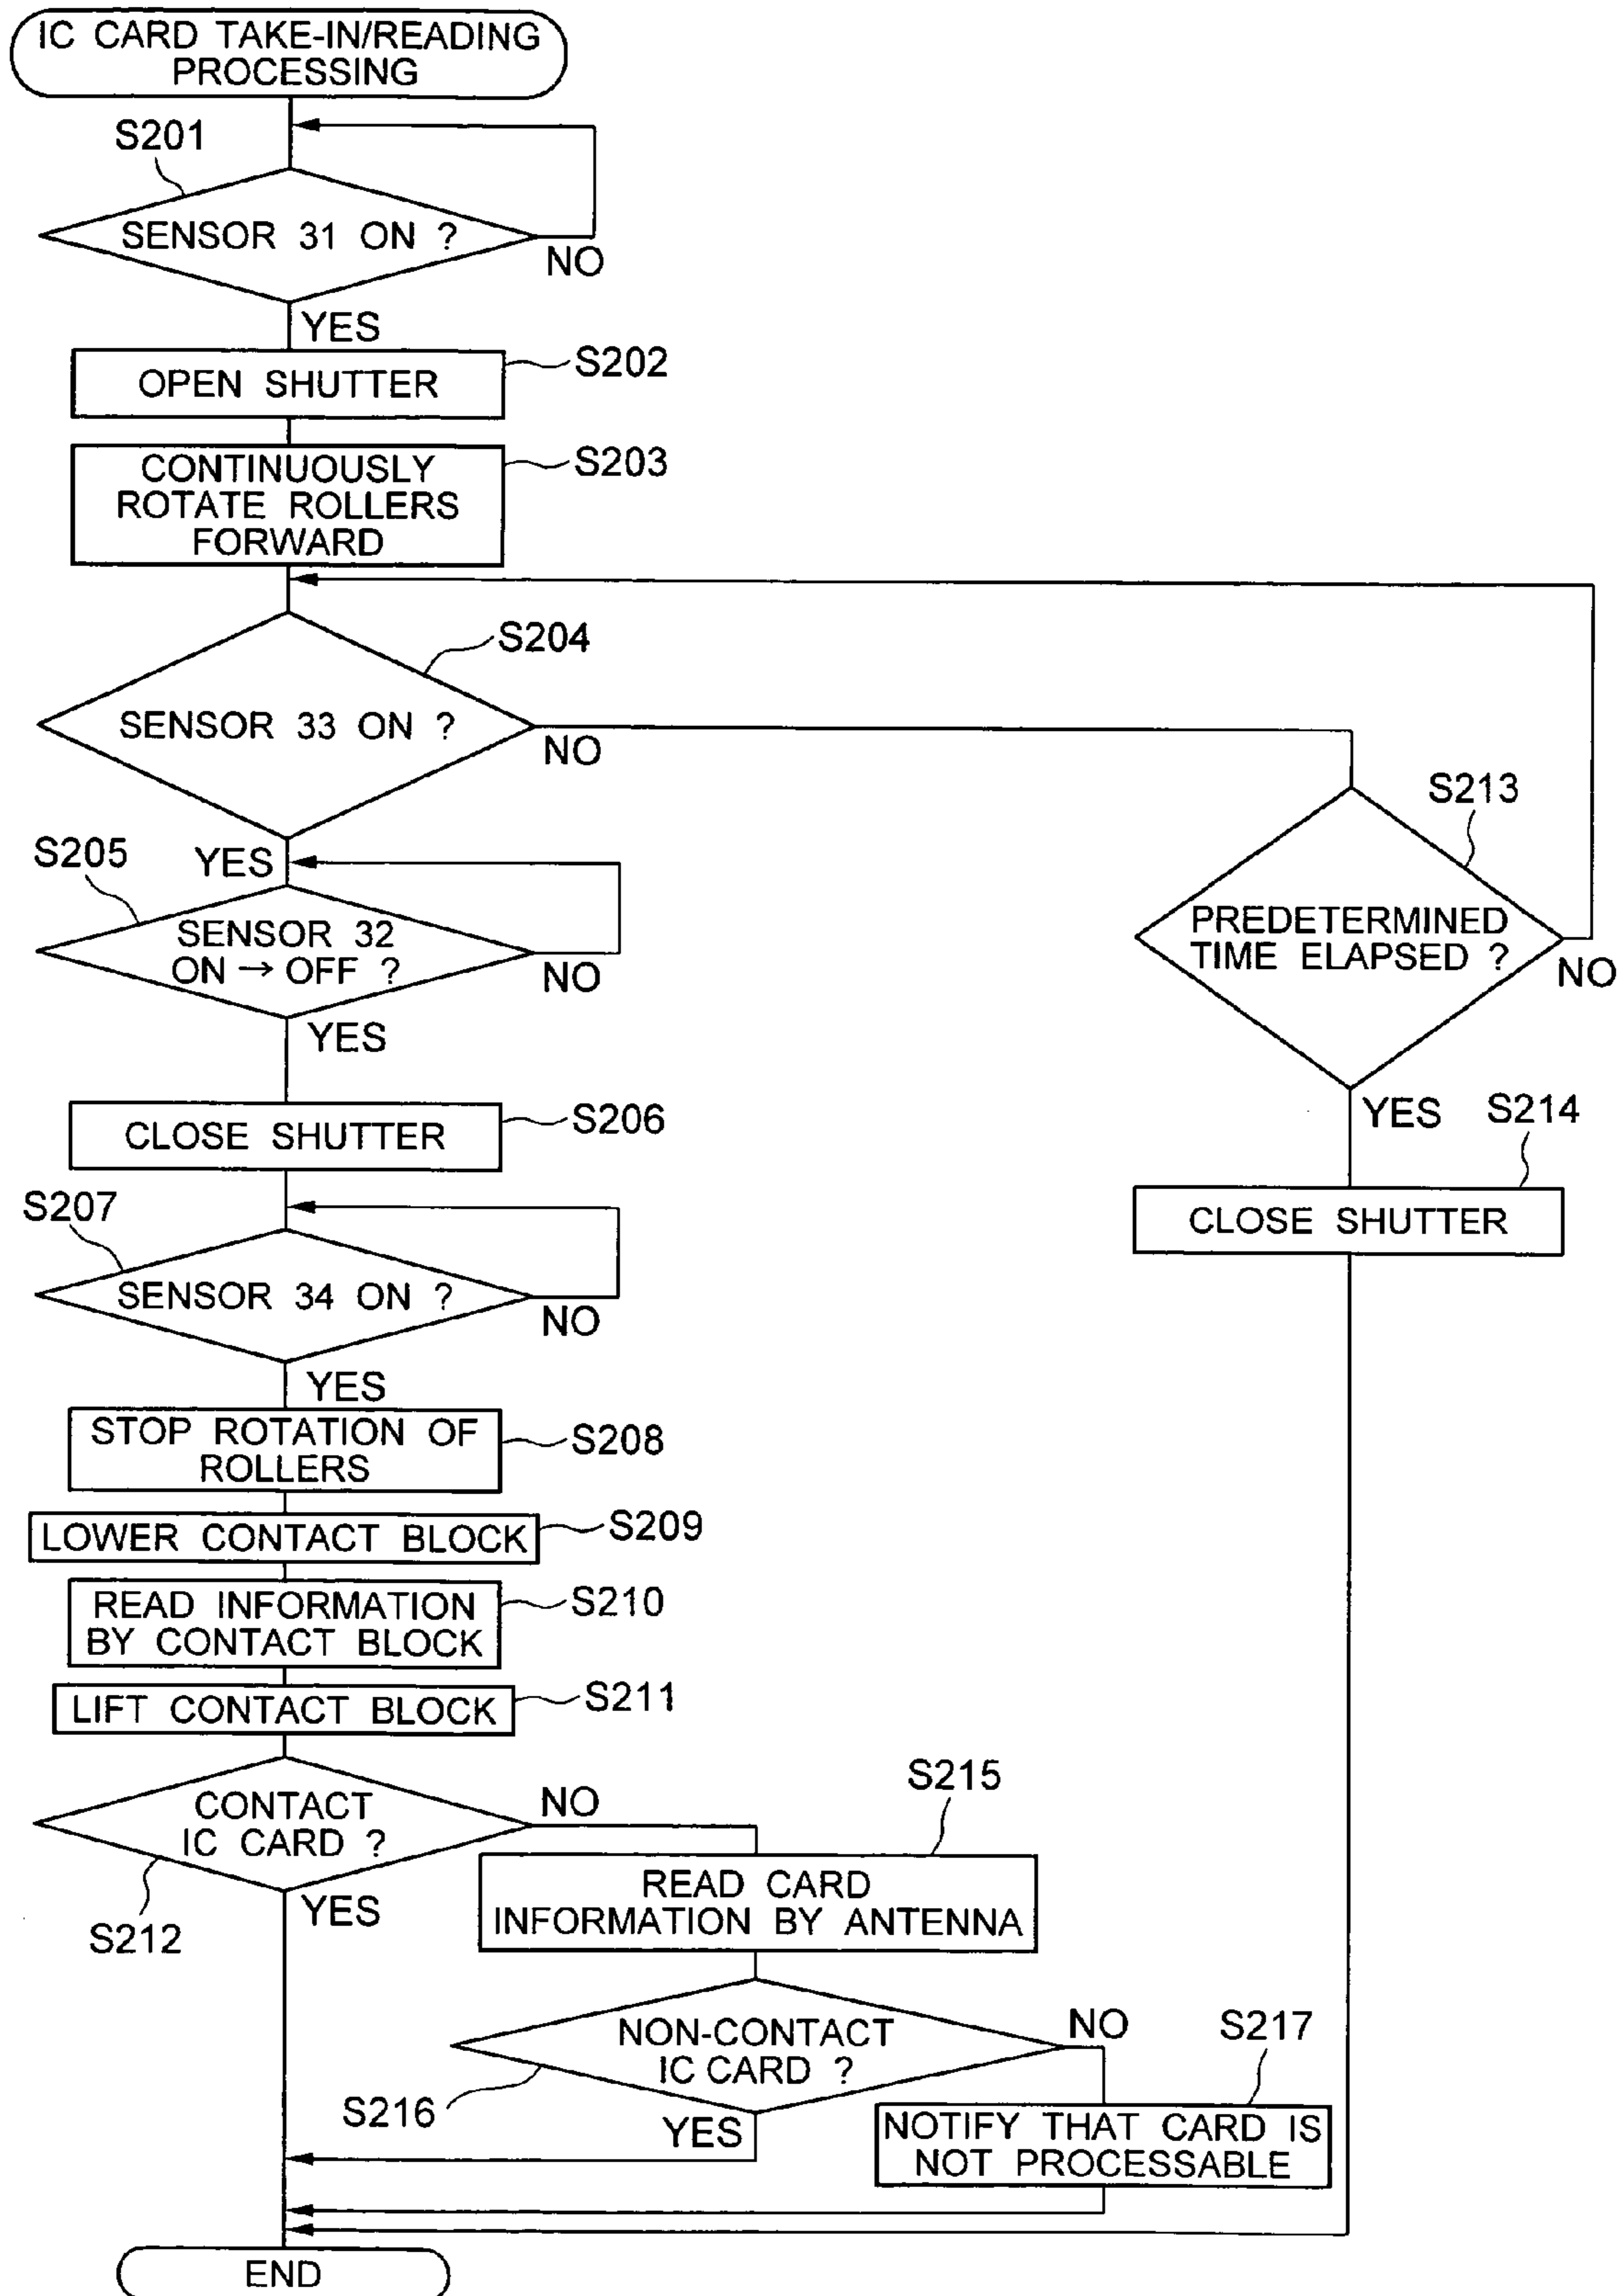 IC CARD TAKE-IN/READING
PROCESSING
S201
SENSOR 31 ON ?
NO
YES
OPEN SHUTTER
S202
CONTINUOUSLY
ROTATE ROLLERS
FORWARD
S203
S204
SENSOR 33 ON ?
NO
YES
S213
PREDETERMINED
TIME ELAPSED ?
NO
YES
S214
CLOSE SHUTTER
S205
SENSOR 32
ON → OFF ?
NO
YES
CLOSE SHUTTER
S206
S207
SENSOR 34 ON ?
NO
YES
STOP ROTATION OF
ROLLERS
S208
LOWER CONTACT BLOCK
S209
READ INFORMATION
BY CONTACT BLOCK
S210
LIFT CONTACT BLOCK
S211
CONTACT
IC CARD ?
NO
YES
S212
S215
READ CARD
INFORMATION BY ANTENNA
NON-CONTACT
IC CARD ?
NO
S216
YES
S217
NOTIFY THAT CARD IS
NOT PROCESSABLE
END